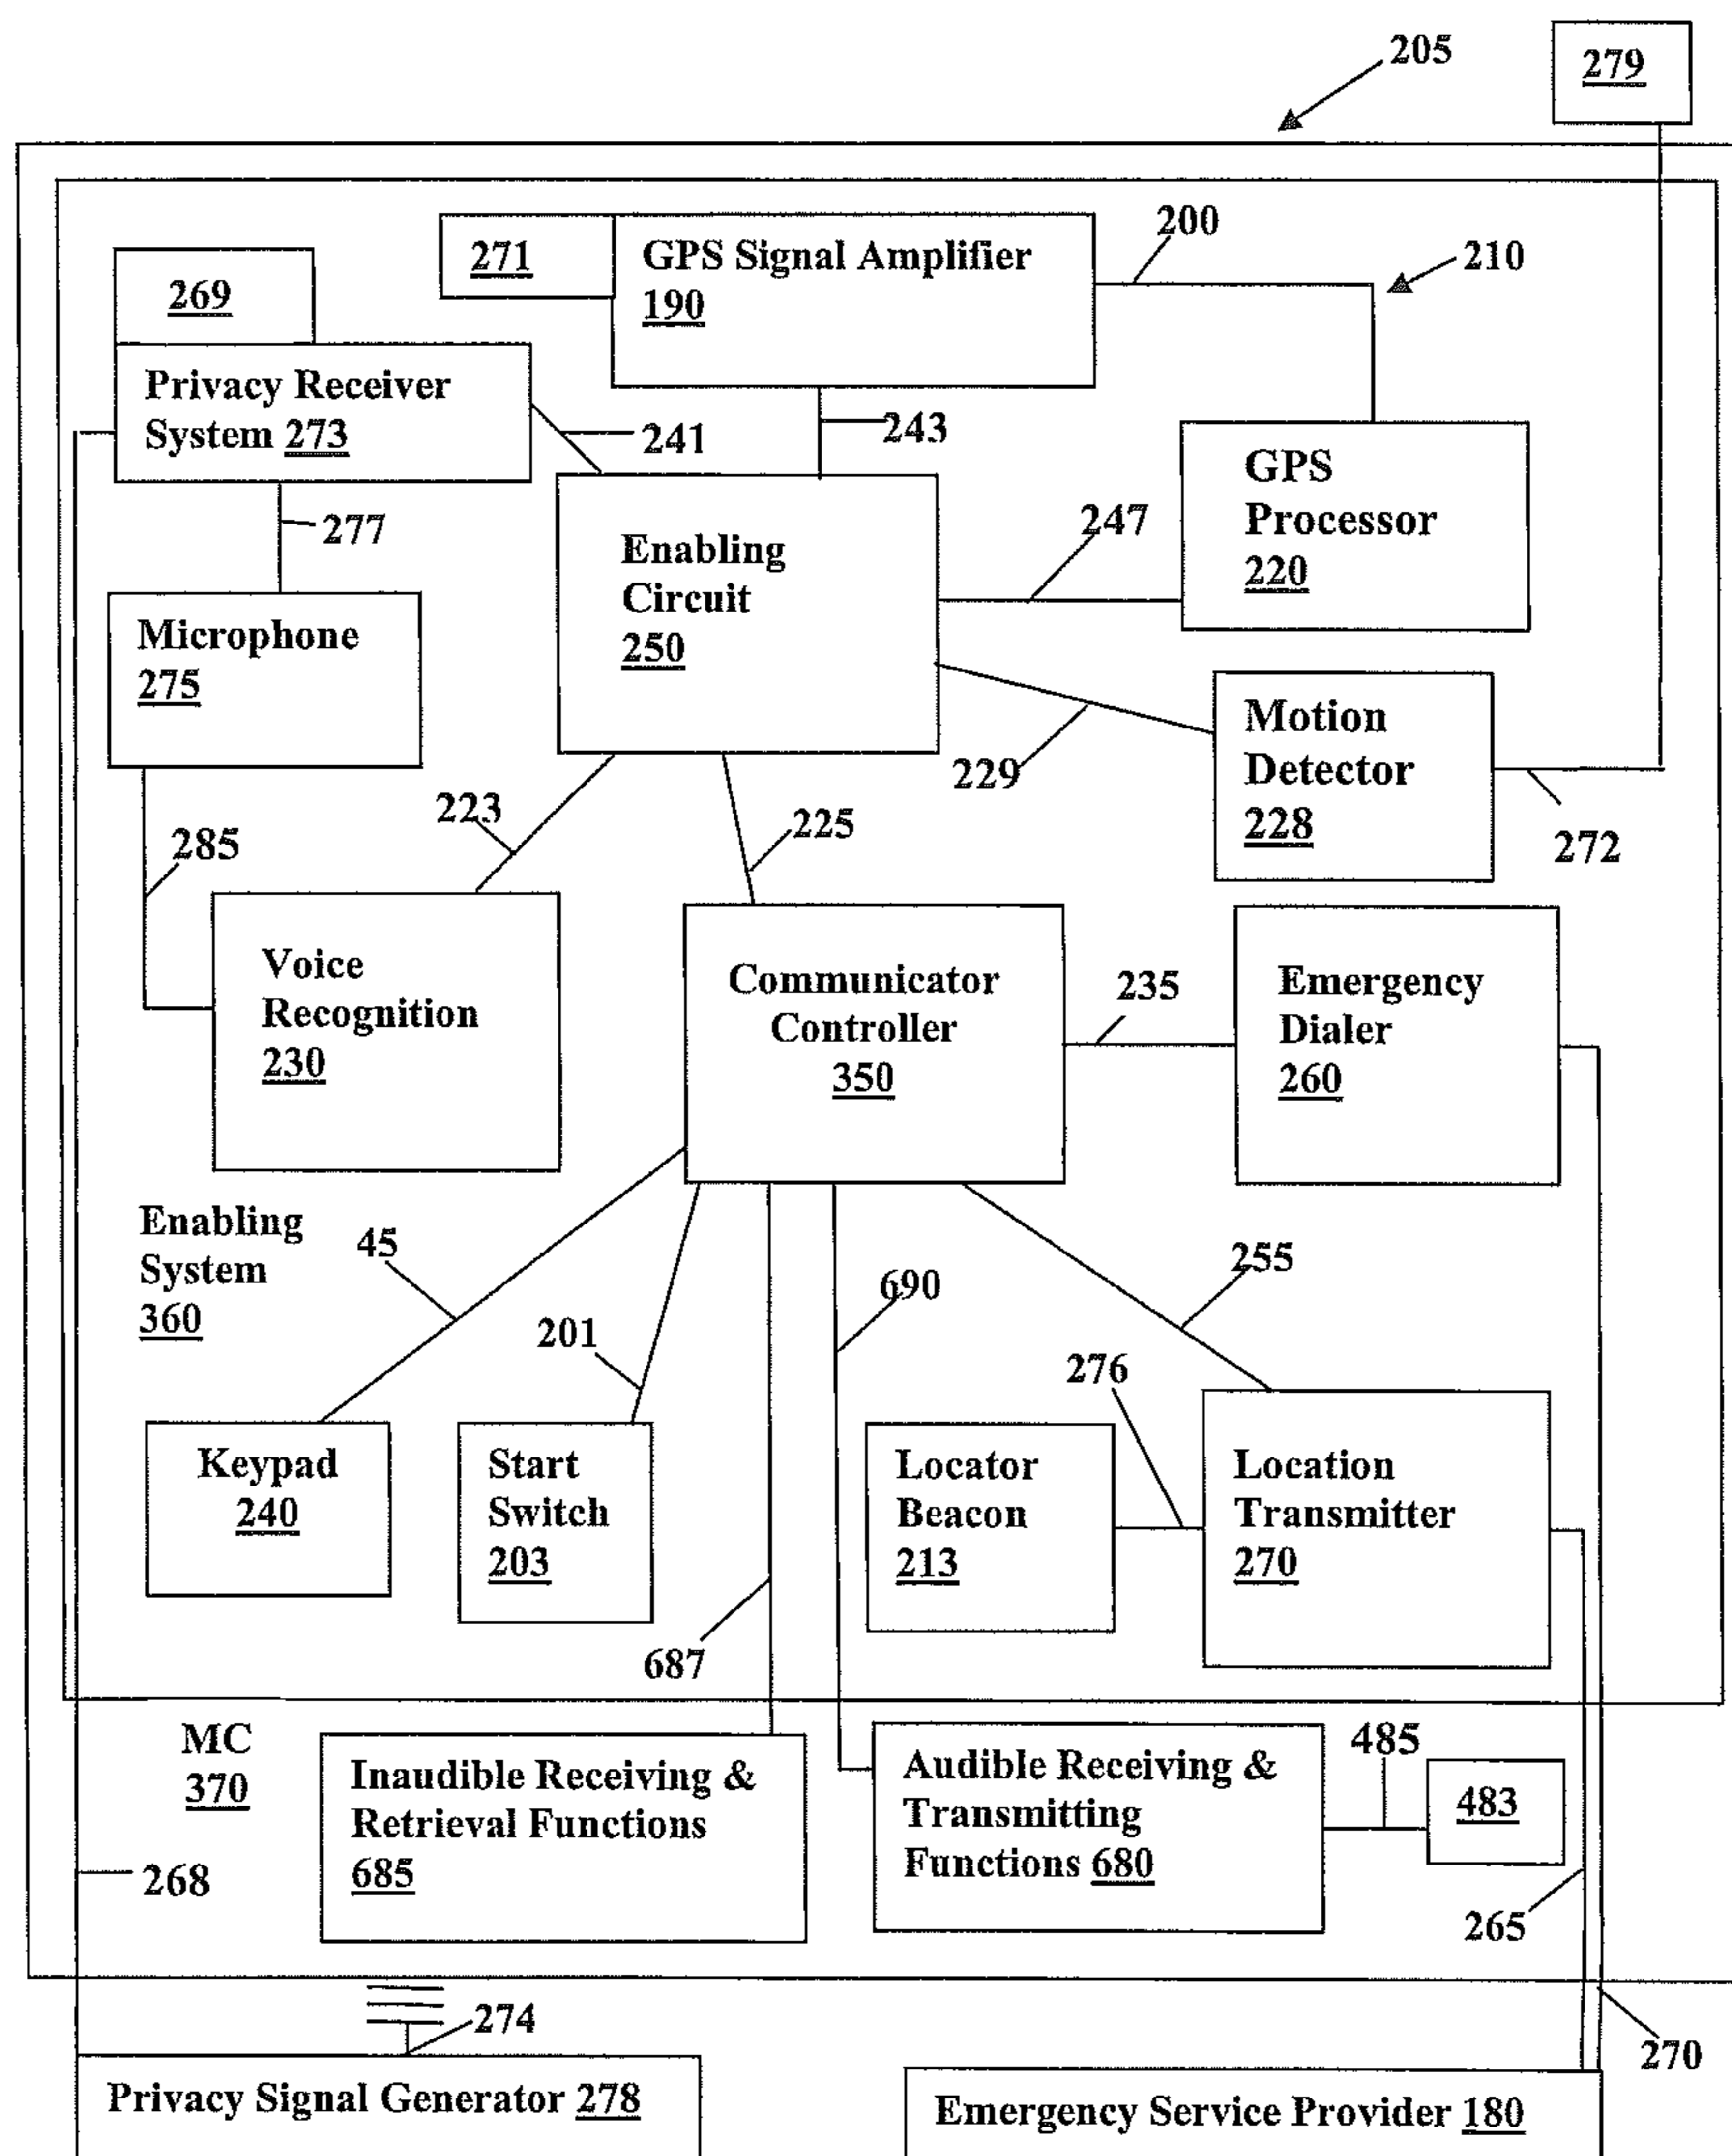 205
279
200
271
GPS Signal Amplifier
190
210
269
Privacy Receiver
System 273
241
243
GPS
Processor
220
277
247
Enabling
Circuit
250
Microphone
275
Motion
Detector
228
229
223
225
272
285
Voice
Recognition
230
Communicator
Controller
350
235
Emergency
Dialer
260
Enabling
System
360
45
690
255
201
276
Keypad
240
Start
Switch
203
Locator
Beacon
213
Location
Transmitter
270
687
MC
370
Inaudible Receiving &
Retrieval Functions
685
Audible Receiving &
Transmitting
Functions 680
485
483
268
265
274
270
Privacy Signal Generator 278
Emergency Service Provider 180